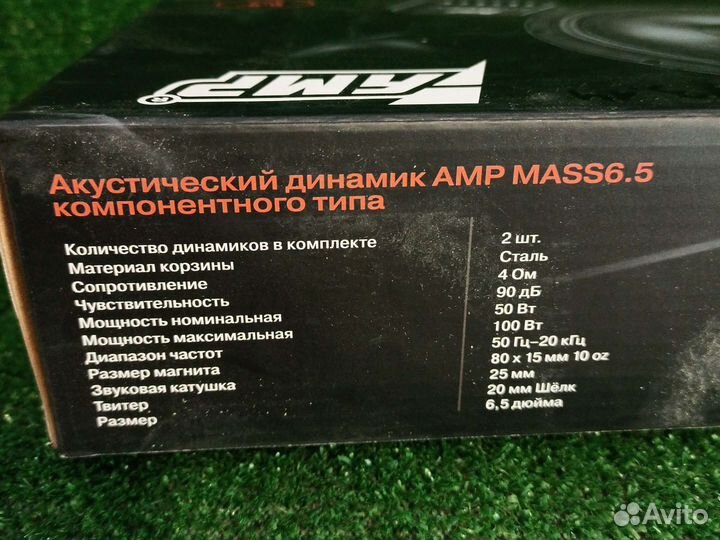 AMP
Акустический динамик AMP MASS6.5
компонентного типа
Количество динамиков в комплекте 2 шт.
Материал корзины Сталь
Сопротивление 4 Ом
Чувствительность 90 дБ
Мощность номинальная 50 Вт
Мощность максимальная 100 Вт
Диапазон частот 50 Гц–20 кГц
Размер магнита 80 x 15 мм 10 oz
Звуковая катушка 25 мм
Твитер 20 мм Шёлк
Размер 6,5 дюйма
Avito